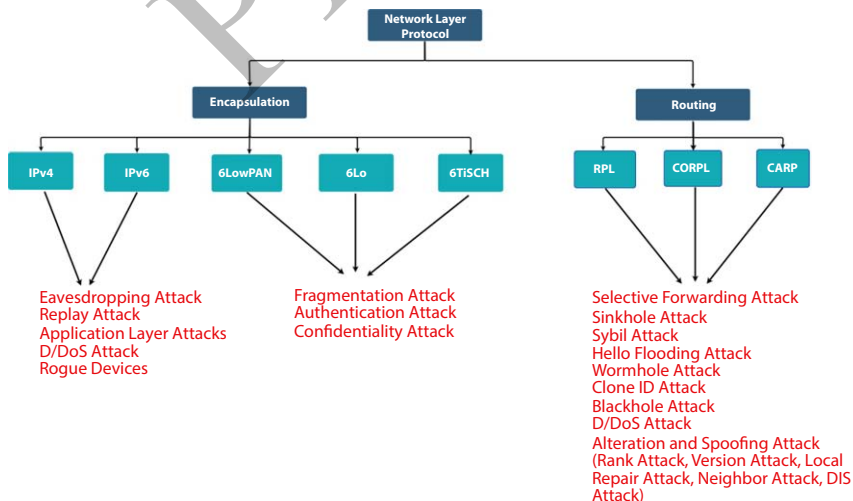 Network Layer
Protocol
Encapsulation
Routing
IPv4
IPv6
6LowPAN
6Lo
6TiSCH
RPL
CORPL
CARP
Eavesdropping Attack
Replay Attack
Application Layer Attacks
D/DoS Attack
Rogue Devices
Fragmentation Attack
Authentication Attack
Confidentiality Attack
Selective Forwarding Attack
Sinkhole Attack
Sybil Attack
Hello Flooding Attack
Wormhole Attack
Clone ID Attack
Blackhole Attack
D/DoS Attack
Alteration and Spoofing Attack
(Rank Attack, Version Attack, Local
Repair Attack, Neighbor Attack, DIS
Attack)